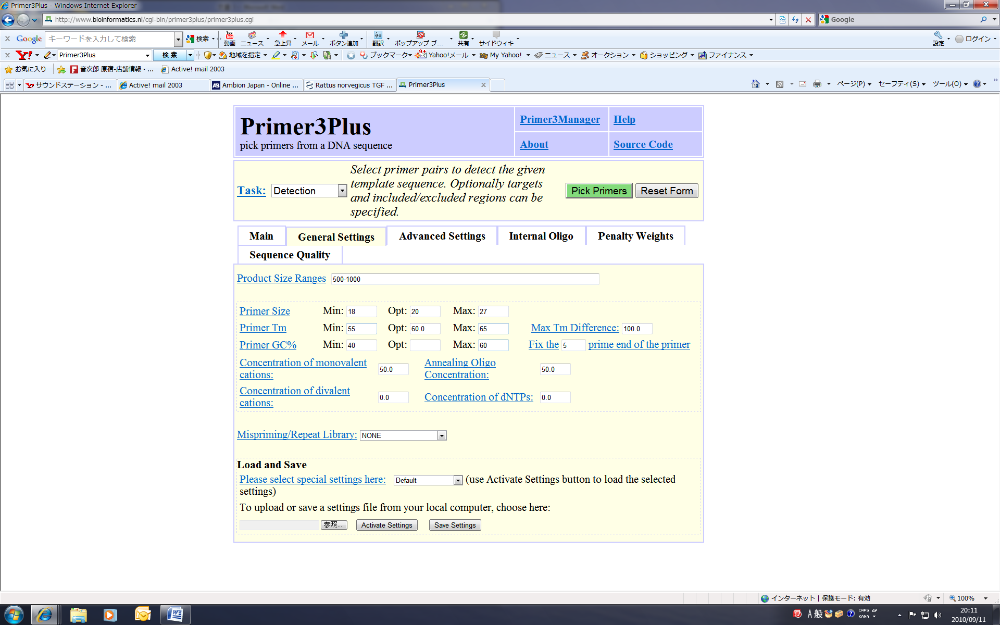 Primer3Plus - Windows Internet Explorer
http://www.bioinformatics.nl/cgi-bin/primer3plus/primer3plus.cgi
Google
Google キーワードを入力して検索 検索 動画 ニュース 急上昇 メール ボタン追加 翻訳 ポップアップ ブ... 共有 サイドウィキ 設定 ログイン
Y! Primer3Plus 検索 地域を指定 ブックマーク Yahoo!メール My Yahoo! ニュース オークション ショッピング ファイナンス
お気に入り 音次郎 原宿-店舗情報・... Active! mail 2003
サウンドステーション - ... Active! mail 2003 Ambion Japan - Online ... Rattus norvegicus TGF ... Primer3Plus ページ(P) セーフティ(S) ツール(O)
Primer3Plus
pick primers from a DNA sequence
Primer3Manager Help
About Source Code
Task: Detection
Select primer pairs to detect the given
template sequence. Optionally targets
and included/excluded regions can be
specified.
Pick Primers Reset Form
Main General Settings Advanced Settings Internal Oligo Penalty Weights
Sequence Quality
Product Size Ranges 500-1000
Primer Size Min: 18 Opt: 20 Max: 27
Primer Tm Min: 55 Opt: 60.0 Max: 65 Max Tm Difference: 100.0
Primer GC% Min: 40 Opt: Max: 60 Fix the 5 prime end of the primer
Concentration of monovalent
cations: 50.0
Annealing Oligo
Concentration: 50.0
Concentration of divalent
cations: 0.0
Concentration of dNTPs: 0.0
Mispriming/Repeat Library: NONE
Load and Save
Please select special settings here: Default (use Activate Settings button to load the selected
settings)
To upload or save a settings file from your local computer, choose here:
参照... Activate Settings Save Settings
インターネット | 保護モード: 有効 100%
A 般 CAPS KANA 20:11
2010/09/11